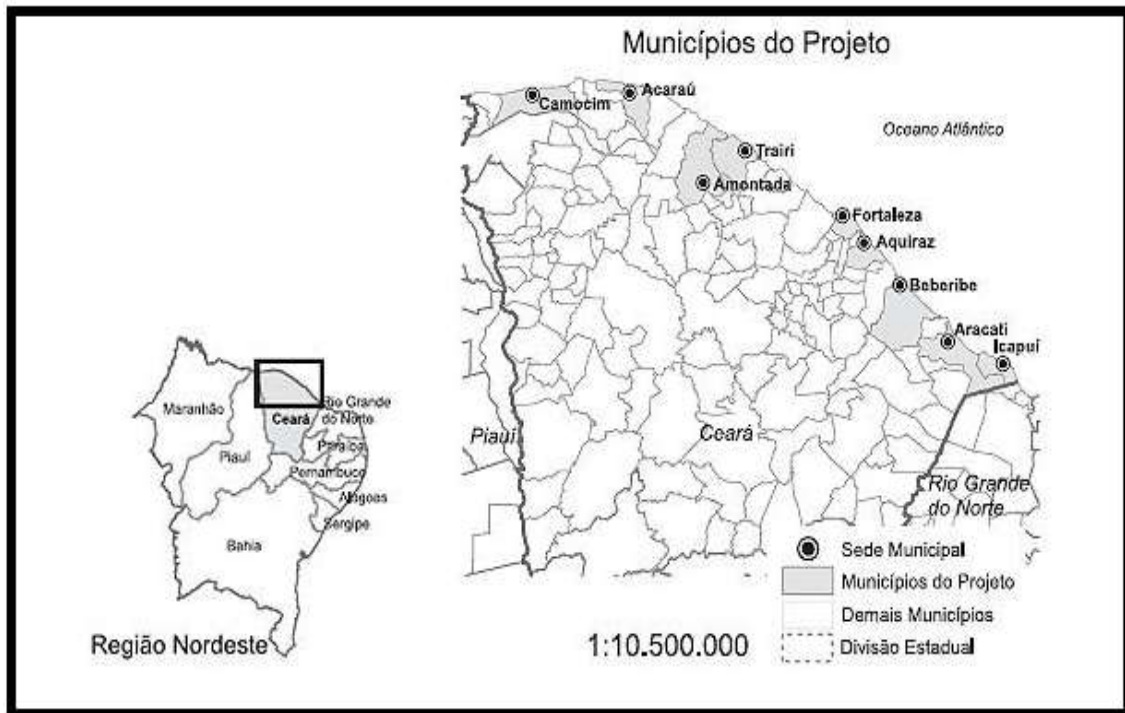 Municípios do Projeto
Camocim
Acaraú
Oceano Atlântico
Trairi
Amontada
Fortaleza
Aquiraz
Beberibe
Aracati
Icapuí
Piauí
Ceará
Rio Grande
do Norte
Maranhão
Piauí
Ceará
Rio Grande
do Norte
Paraíba
Pernambuco
Alagoas
Sergipe
Bahia
Região Nordeste
1:10.500.000
Sede Municipal
Municípios do Projeto
Demais Municípios
Divisão Estadual